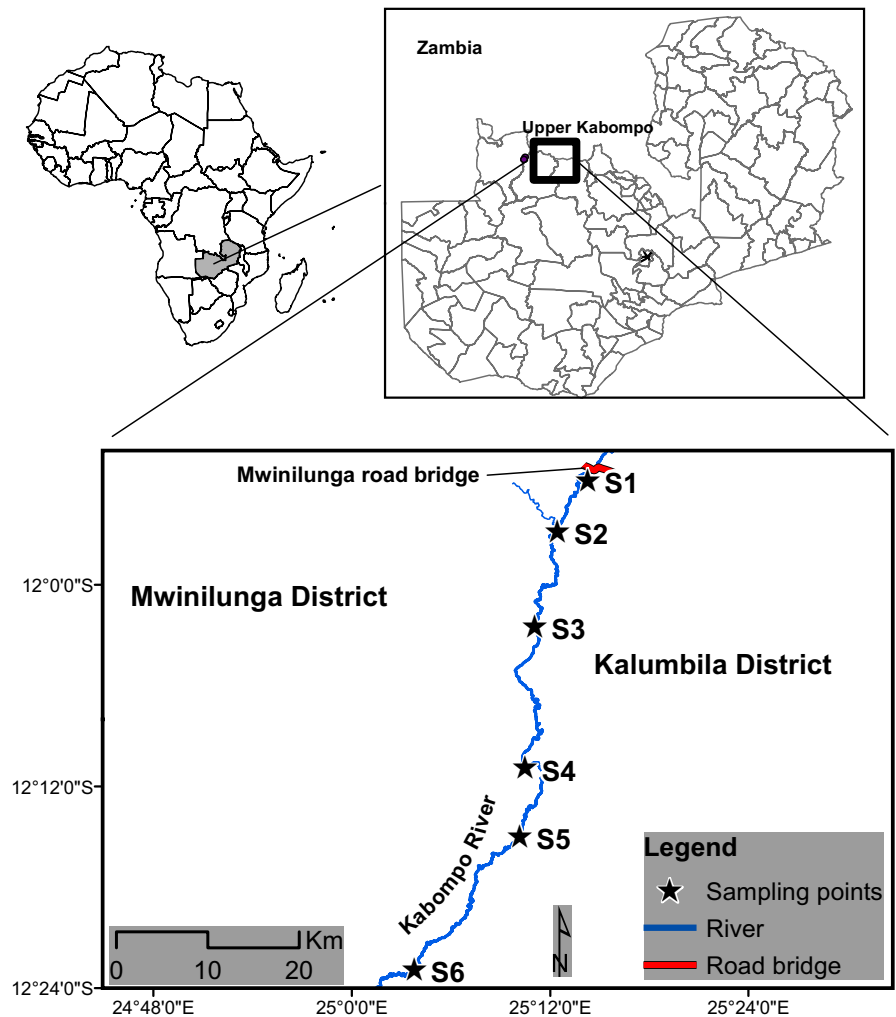 Zambia
Upper Kabompo
Mwinilunga road bridge
S1
S2
12°0'0"S
Mwinilunga District
S3
Kalumbila District
S4
12°12'0"S
S5
Kabompo River
Legend
Sampling points
River
Road bridge
Km
0 10 20
N
S6
12°24'0"S
24°48'0"E 25°0'0"E 25°12'0"E 25°24'0"E